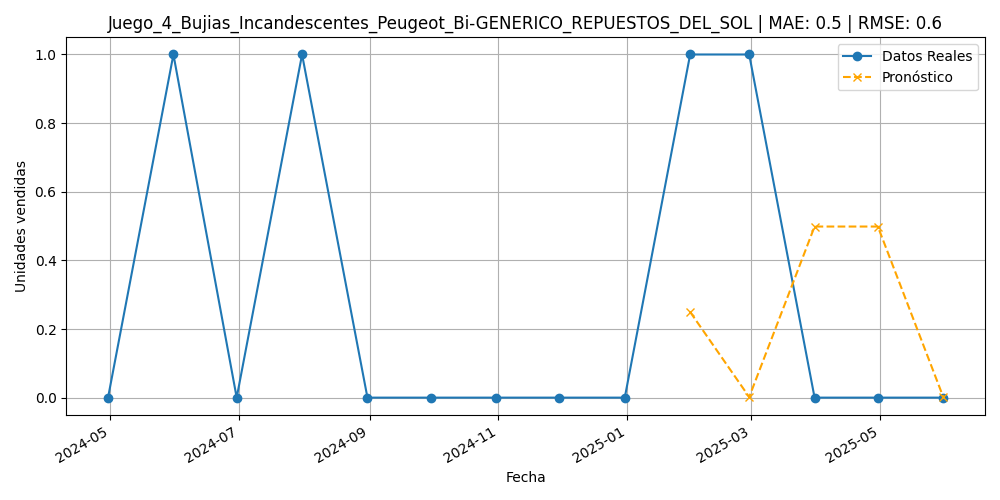 Juego_4_Bujias_Incandescentes_Peugeot_Bi-GENERICO_REPUESTOS_DEL_SOL | MAE: 0.5 | RMSE: 0.6
Datos Reales
Pronóstico
Unidades vendidas
1.0
0.8
0.6
0.4
0.2
0.0
2024-05
2024-07
2024-09
2024-11
2025-01
2025-03
2025-05
Fecha